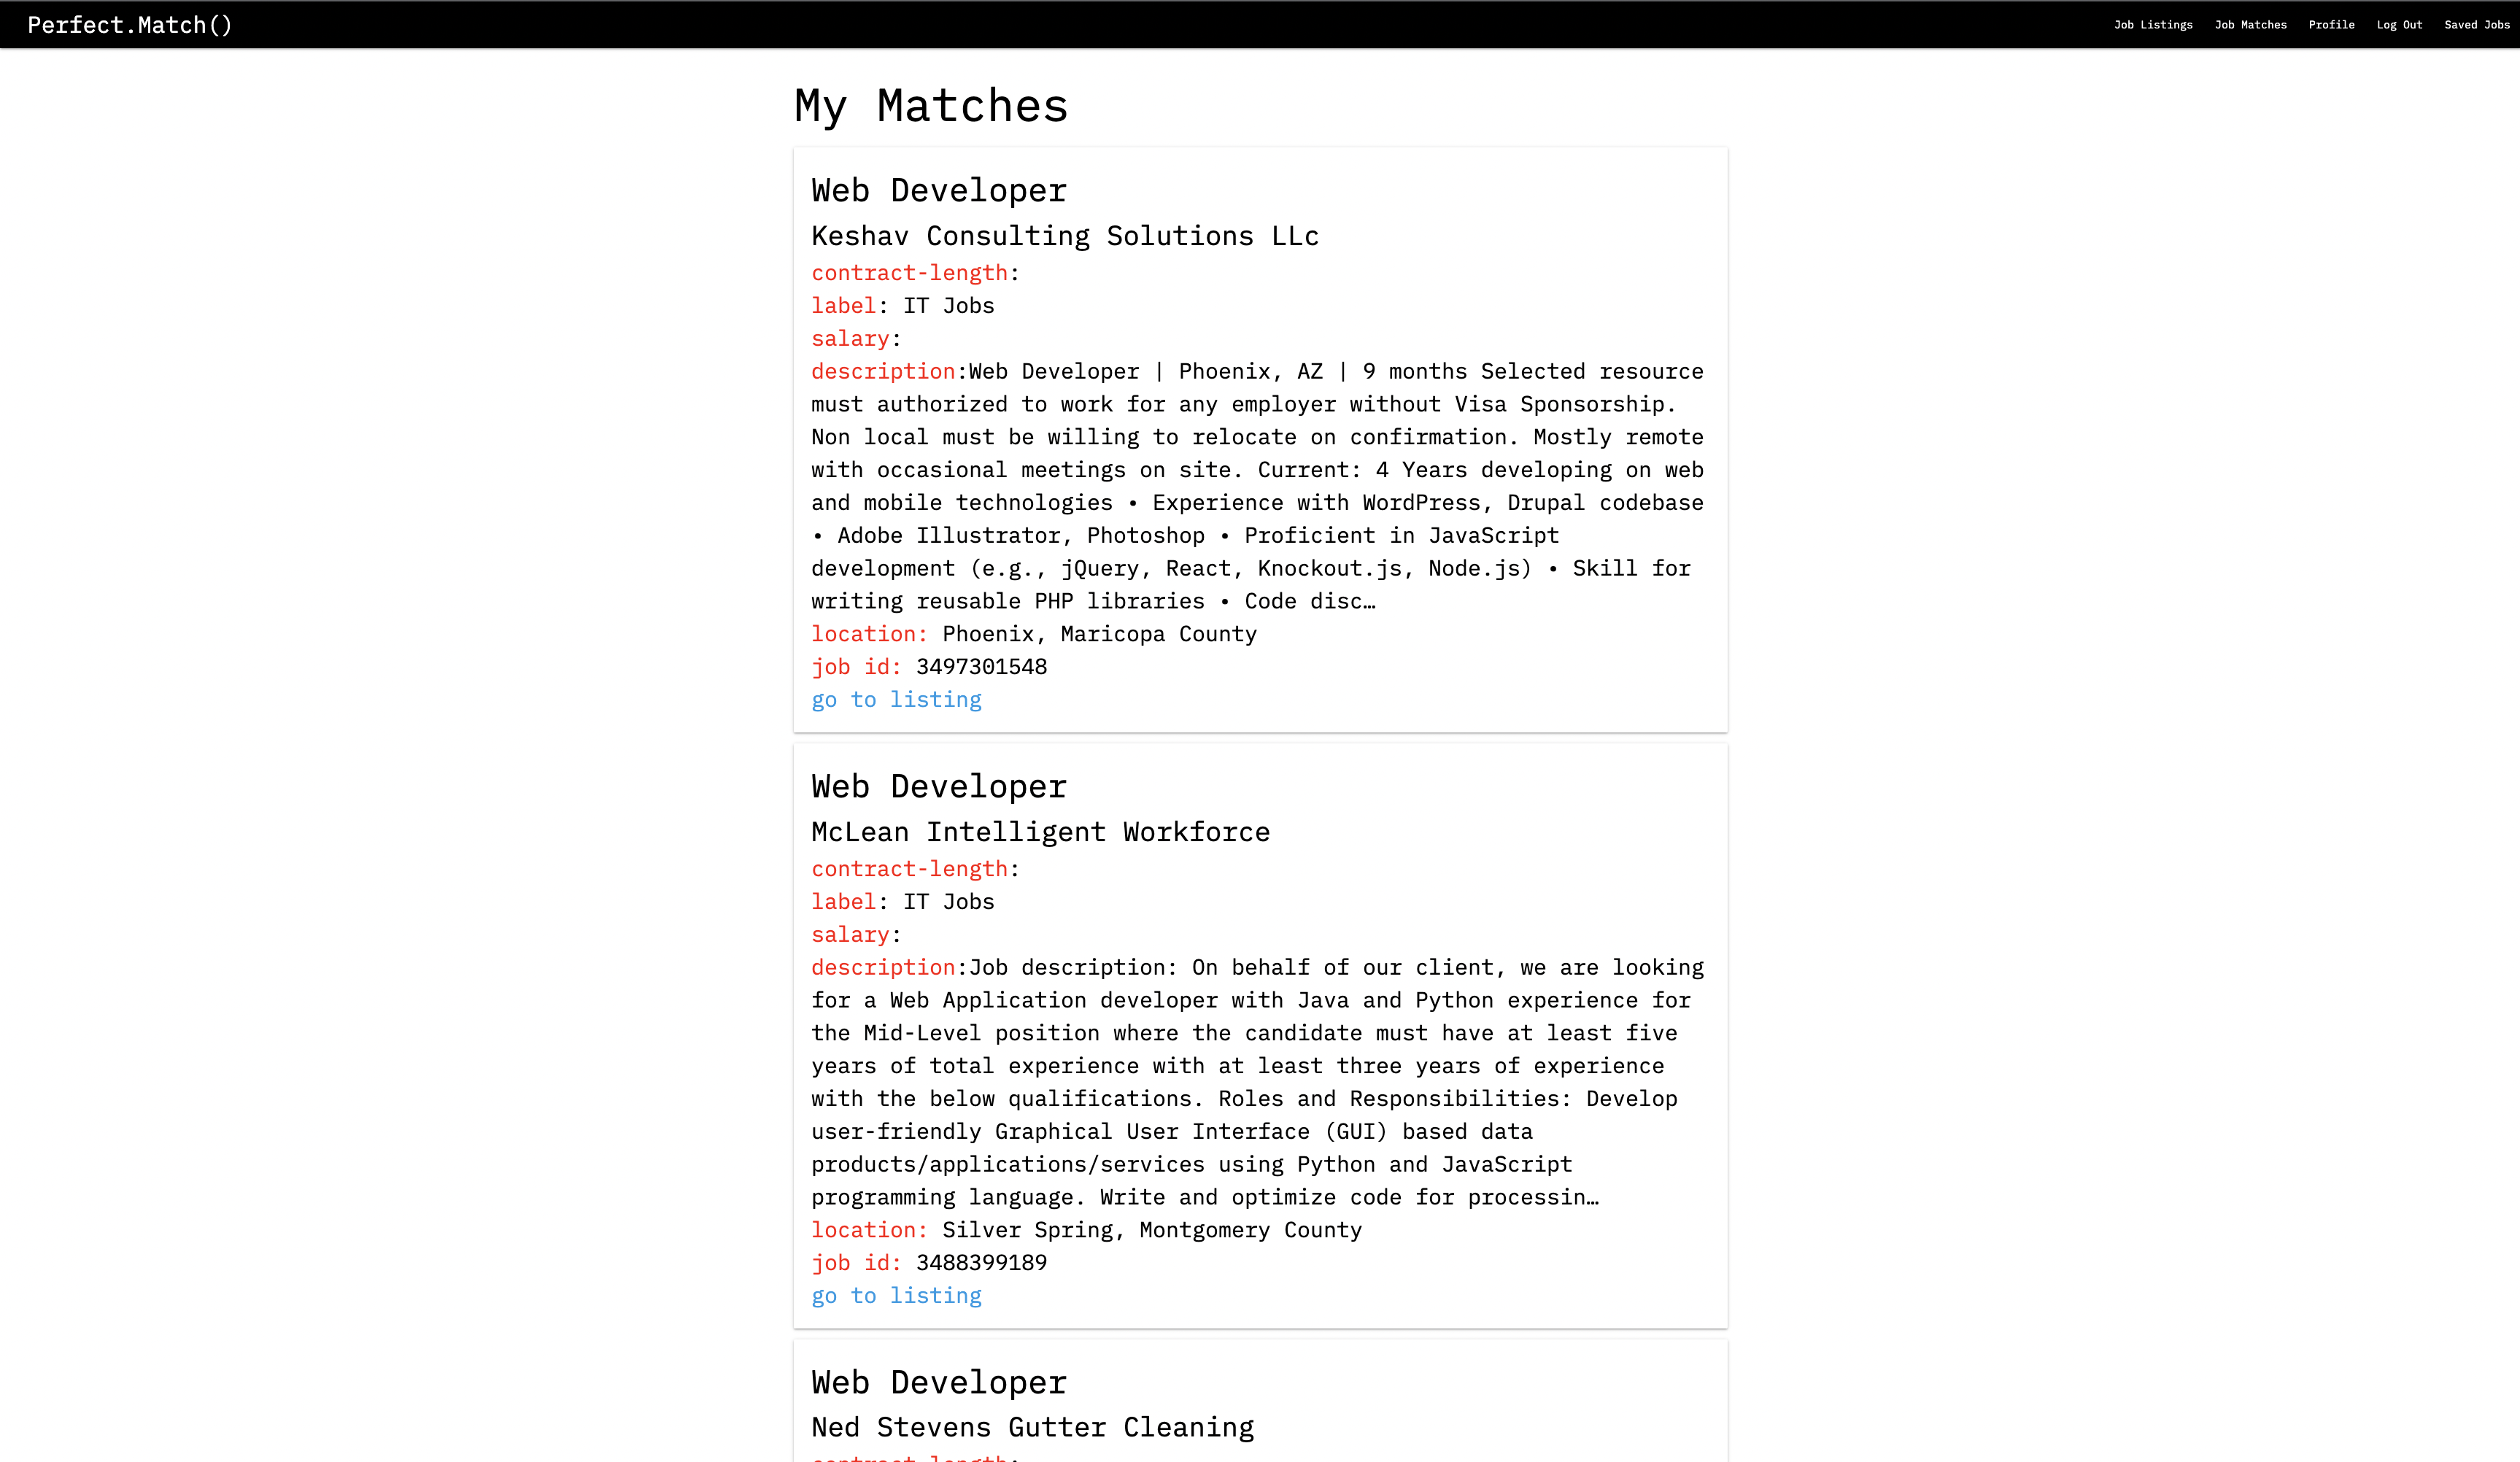 Perfect.Match()
Job Listings Job Matches Profile Log Out Saved Jobs
My Matches
Web Developer
Keshav Consulting Solutions LLc
contract-length:
label: IT Jobs
salary:
description:Web Developer | Phoenix, AZ | 9 months Selected resource
must authorized to work for any employer without Visa Sponsorship.
Non local must be willing to relocate on confirmation. Mostly remote
with occasional meetings on site. Current: 4 Years developing on web
and mobile technologies • Experience with WordPress, Drupal codebase
• Adobe Illustrator, Photoshop • Proficient in JavaScript
development (e.g., jQuery, React, Knockout.js, Node.js) • Skill for
writing reusable PHP libraries • Code disc…
location: Phoenix, Maricopa County
job id: 3497301548
go to listing
Web Developer
McLean Intelligent Workforce
contract-length:
label: IT Jobs
salary:
description:Job description: On behalf of our client, we are looking
for a Web Application developer with Java and Python experience for
the Mid-Level position where the candidate must have at least five
years of total experience with at least three years of experience
with the below qualifications. Roles and Responsibilities: Develop
user-friendly Graphical User Interface (GUI) based data
products/applications/services using Python and JavaScript
programming language. Write and optimize code for processin…
location: Silver Spring, Montgomery County
job id: 3488399189
go to listing
Web Developer
Ned Stevens Gutter Cleaning
contract-length: